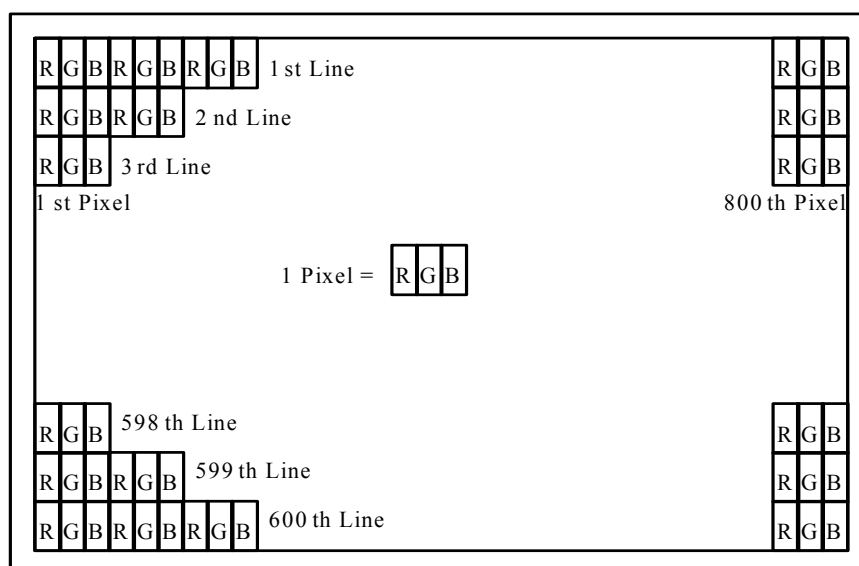 R G B R G B R G B 1 st Line R G B
R G B R G B 2 nd Line R G B
R G B 3 rd Line R G B
1 st Pixel 800 th Pixel
1 Pixel = R G B
R G B 598 th Line R G B
R G B R G B 599 th Line R G B
R G B R G B R G B 600 th Line R G B